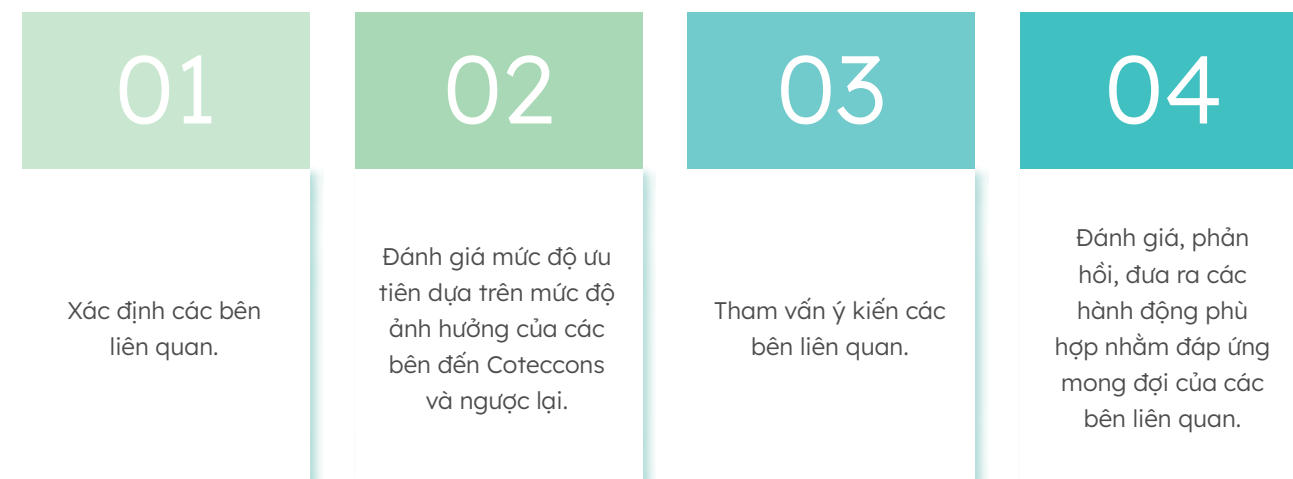 01
Xác định các bên
liên quan.
02
Đánh giá mức độ ưu
tiên dựa trên mức độ
ảnh hưởng của các
bên đến Coteccons
và ngược lại.
03
Tham vấn ý kiến các
bên liên quan.
04
Đánh giá, phản
hồi, đưa ra các
hành động phù
hợp nhằm đáp ứng
mong đợi của các
bên liên quan.